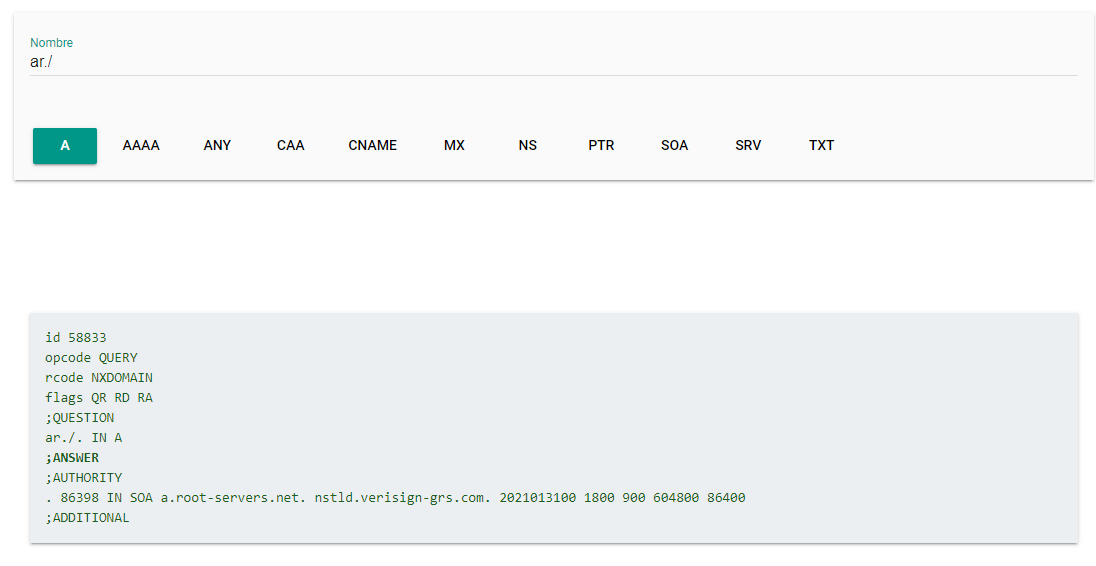 Nombre
ar./
A AAAA ANY CAA CNAME MX NS PTR SOA SRV TXT
id 58833
opcode QUERY
rcode NXDOMAIN
flags QR RD RA
;QUESTION
ar./. IN A
;ANSWER
;AUTHORITY
. 86398 IN SOA a.root-servers.net. nstld.verisign-grs.com. 2021013100 1800 900 604800 86400
;ADDITIONAL